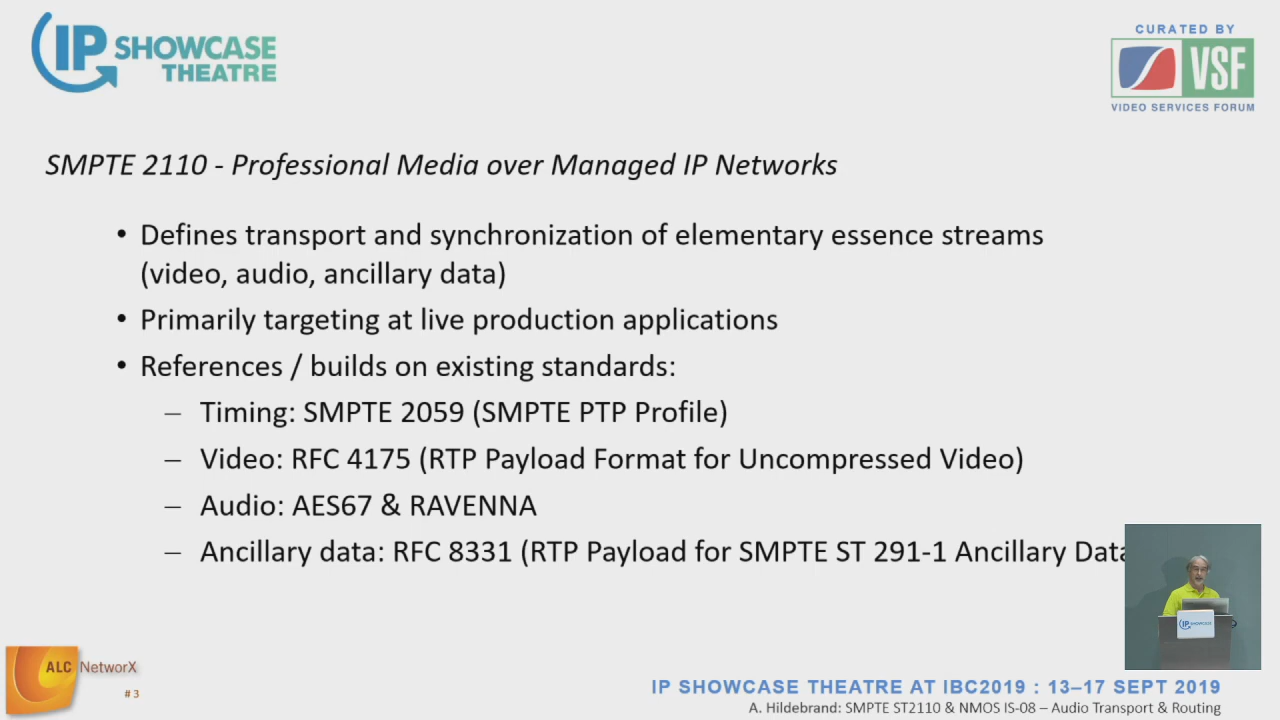 IP SHOWCASE
THEATRE
CURATED BY
VSF
VIDEO SERVICES FORUM
SMPTE 2110 - Professional Media over Managed IP Networks
• Defines transport and synchronization of elementary essence streams
(video, audio, ancillary data)
• Primarily targeting at live production applications
• References / builds on existing standards:
– Timing: SMPTE 2059 (SMPTE PTP Profile)
– Video: RFC 4175 (RTP Payload Format for Uncompressed Video)
– Audio: AES67 & RAVENNA
– Ancillary data: RFC 8331 (RTP Payload for SMPTE ST 291-1 Ancillary Data
IP SHOWCASE
ALC NetworX
# 3
IP SHOWCASE THEATRE AT IBC2019 : 13–17 SEPT 2019
A. Hildebrand: SMPTE ST2110 & NMOS IS-08 – Audio Transport & Routing